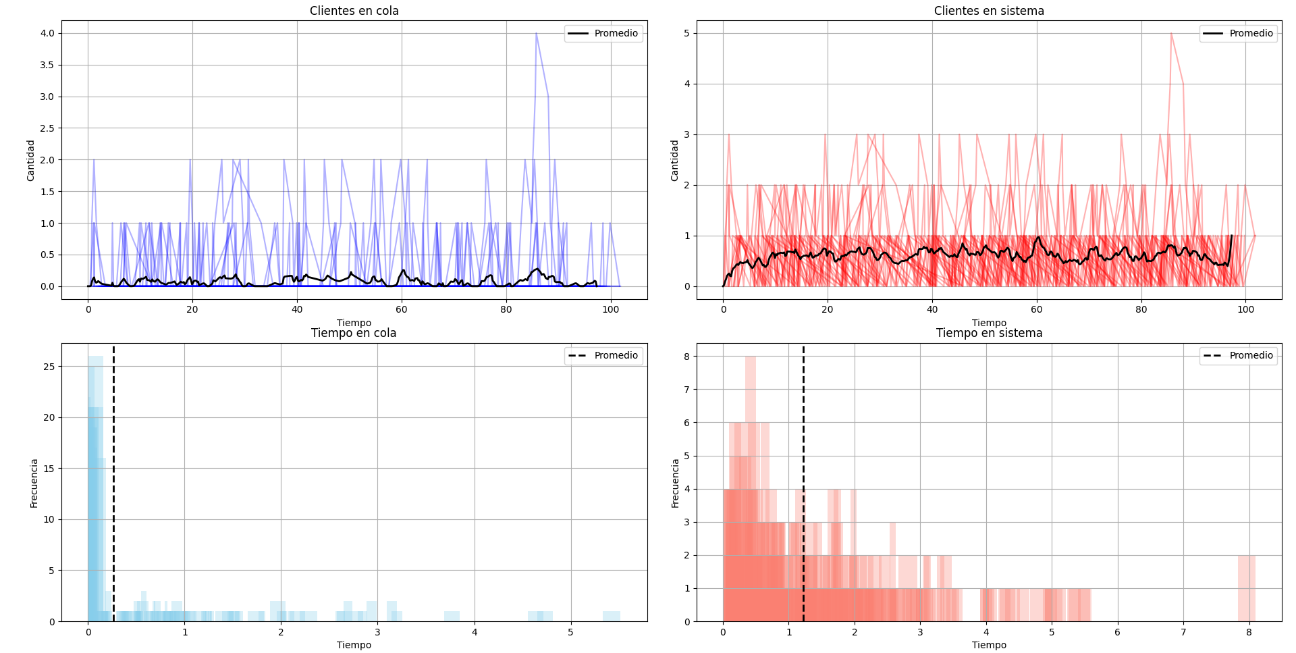 Clientes en cola
Promedio
Cantidad
4.0
3.5
3.0
2.5
2.0
1.5
1.0
0.5
0.0
0 20 40 60 80 100
Tiempo
Clientes en sistema
Promedio
Cantidad
5
4
3
2
1
0
0 20 40 60 80 100
Tiempo
Tiempo en cola
Promedio
Frecuencia
25
20
15
10
5
0
0 1 2 3 4 5
Tiempo
Tiempo en sistema
Promedio
Frecuencia
8
7
6
5
4
3
2
1
0
0 1 2 3 4 5 6 7 8
Tiempo